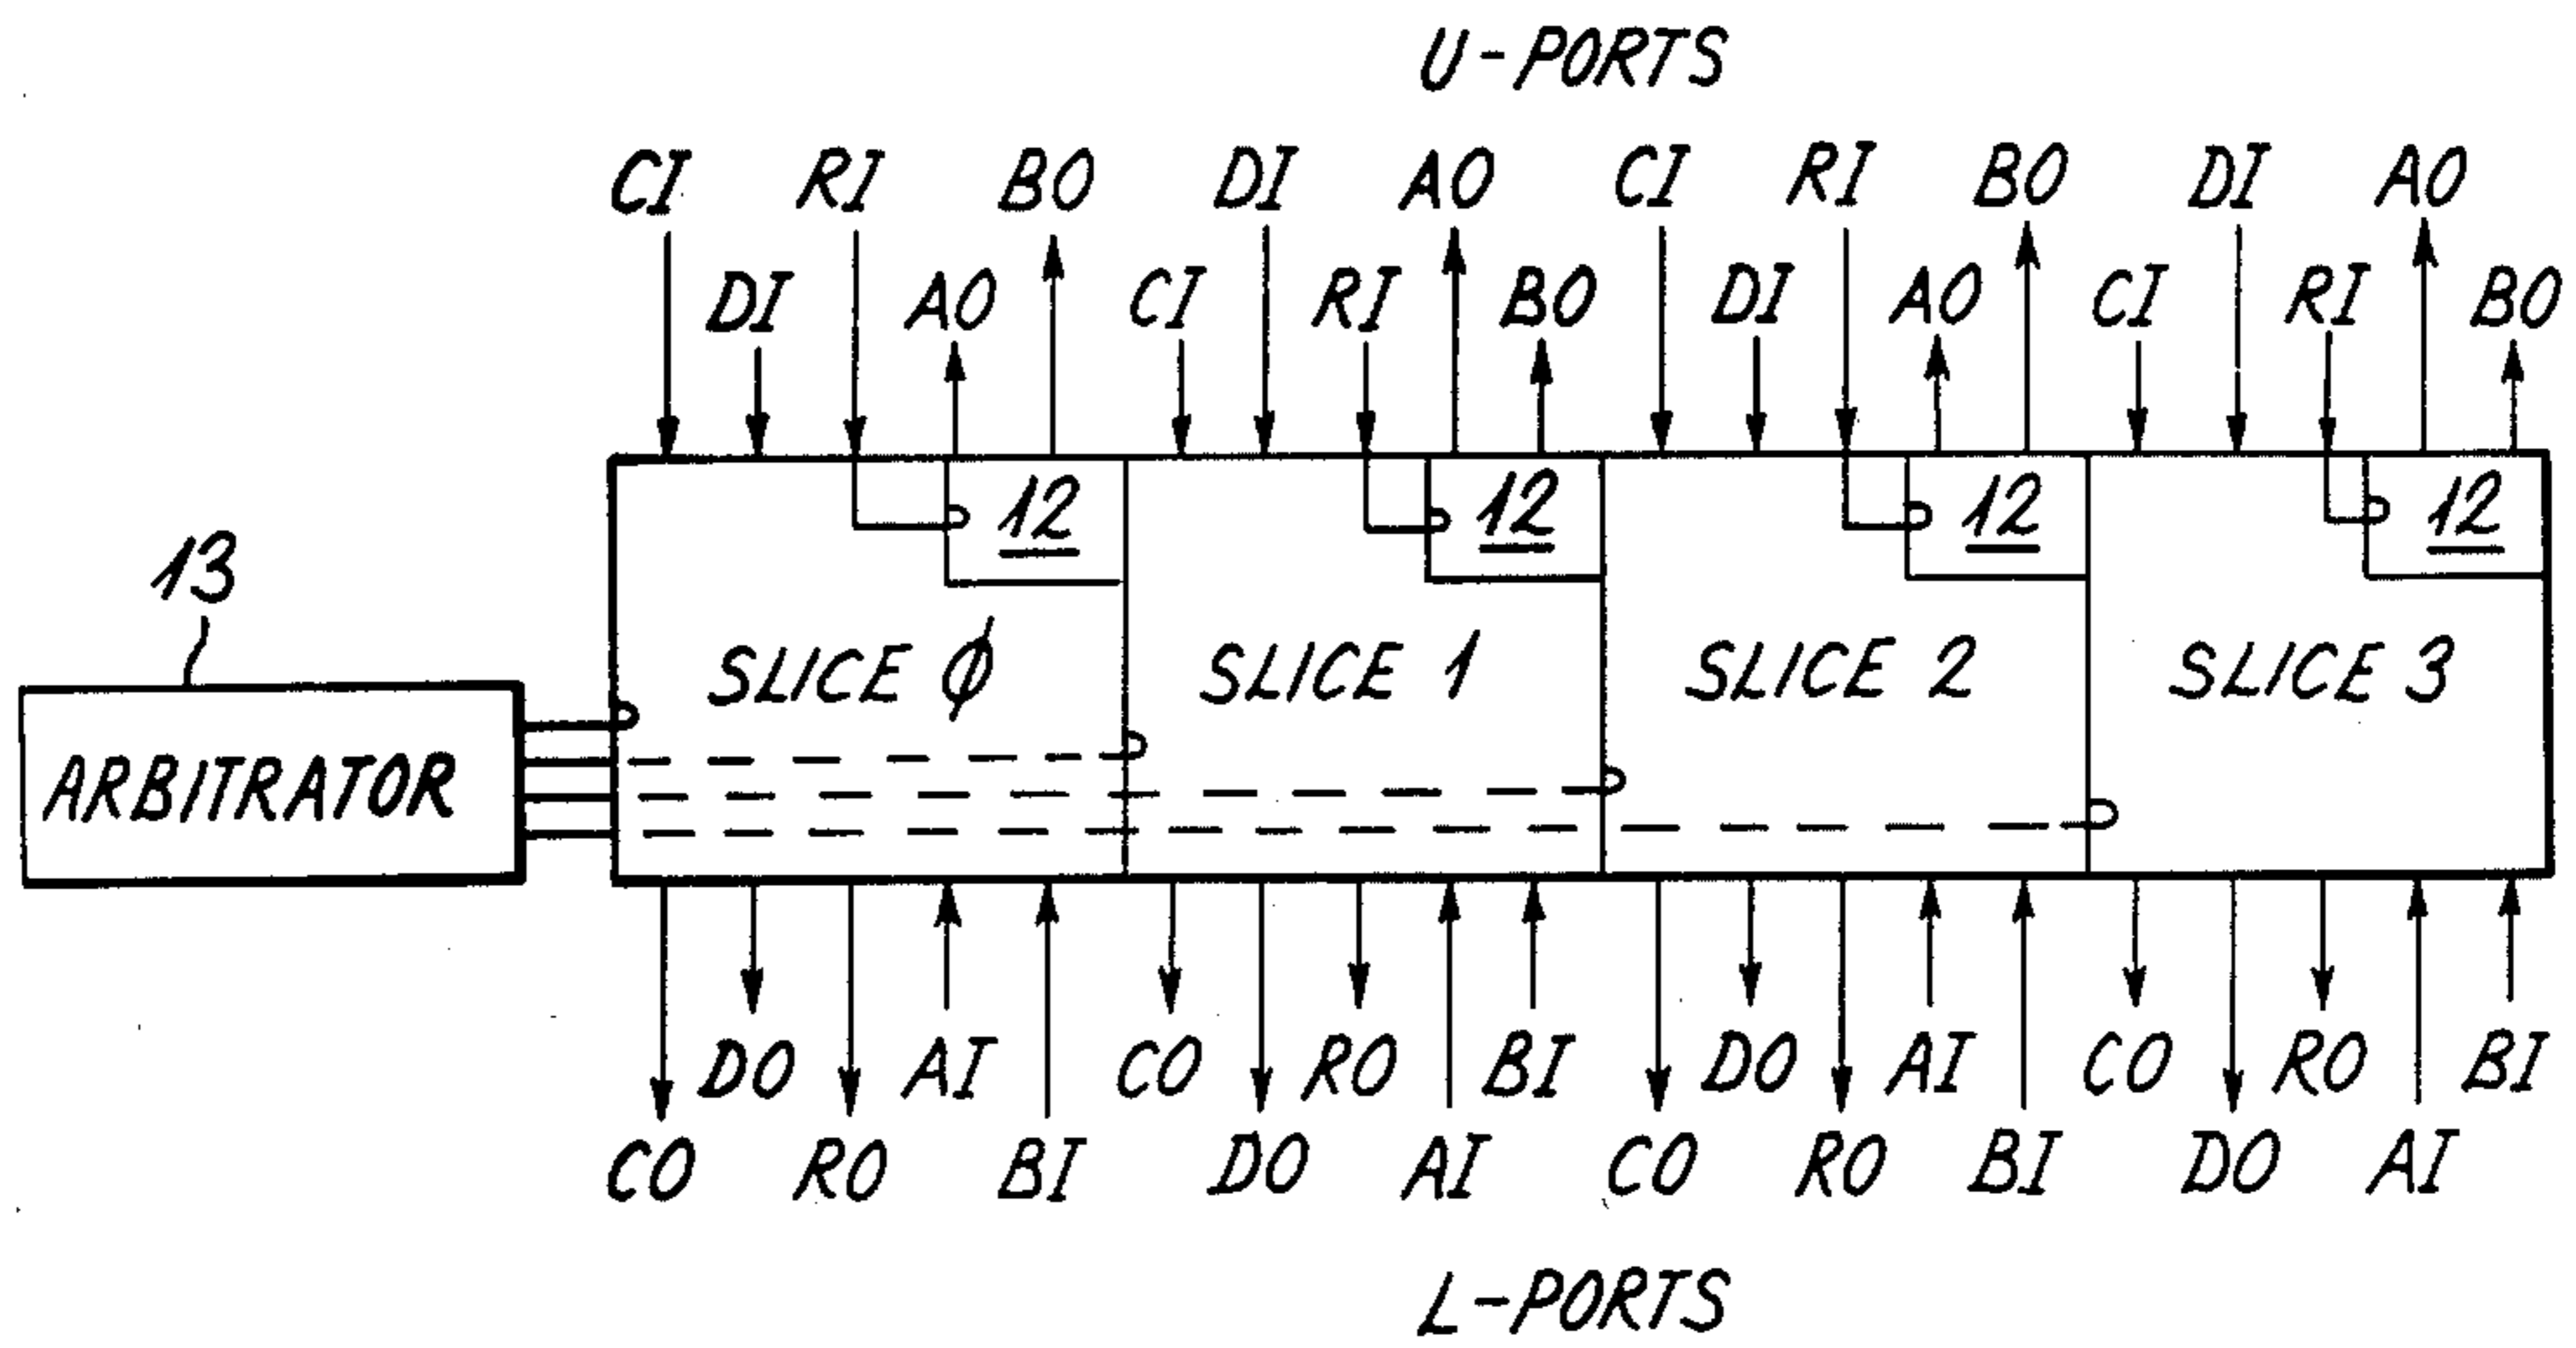 U-PORTS
CI RI BO DI AO CI RI BO DI AO
DI AO CI RI BO DI AO CI RI BO
12 12 12 12
13
SLICE φ SLICE 1 SLICE 2 SLICE 3
ARBITRATOR
DO AI CO RO BI DO AI CO RO BI
CO RO BI DO AI CO RO BI DO AI
L-PORTS